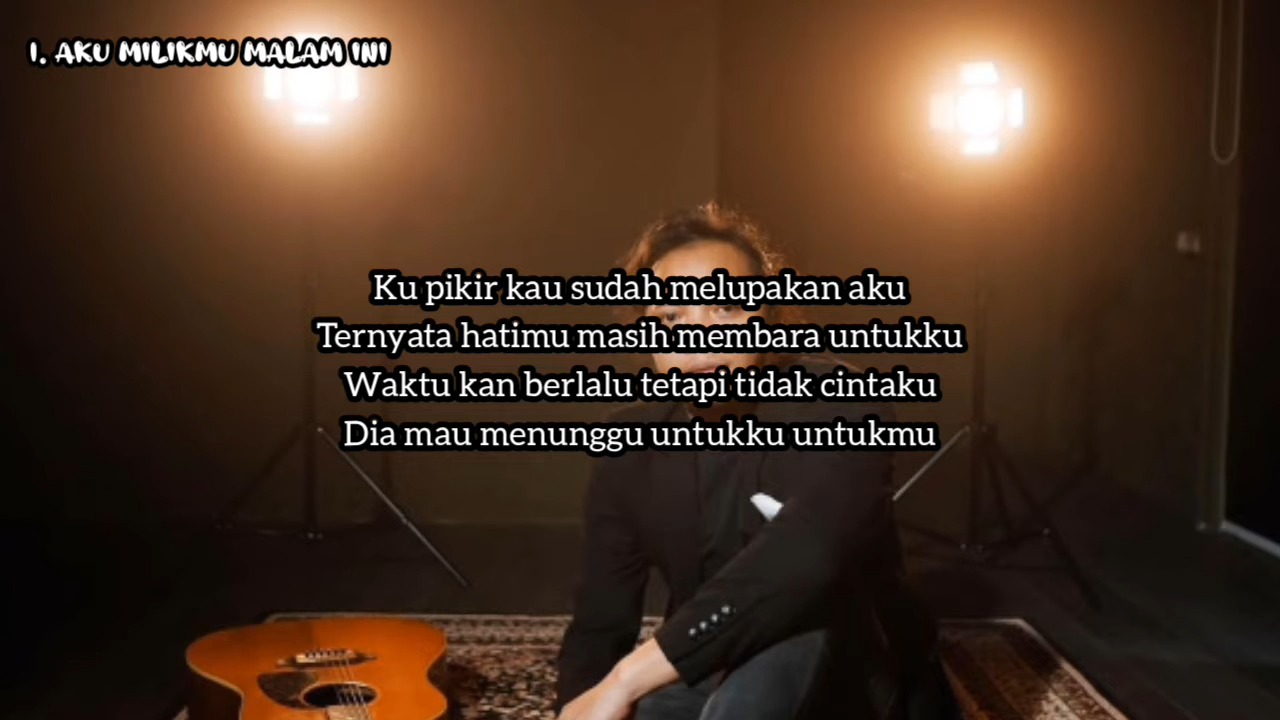 1. AKU MILIKMU MALAM INI
Ku pikir kau sudah melupakan aku
Ternyata hatimu masih membara untukku
Waktu kan berlalu tetapi tidak cintaku
Dia mau menunggu untukku untukmu